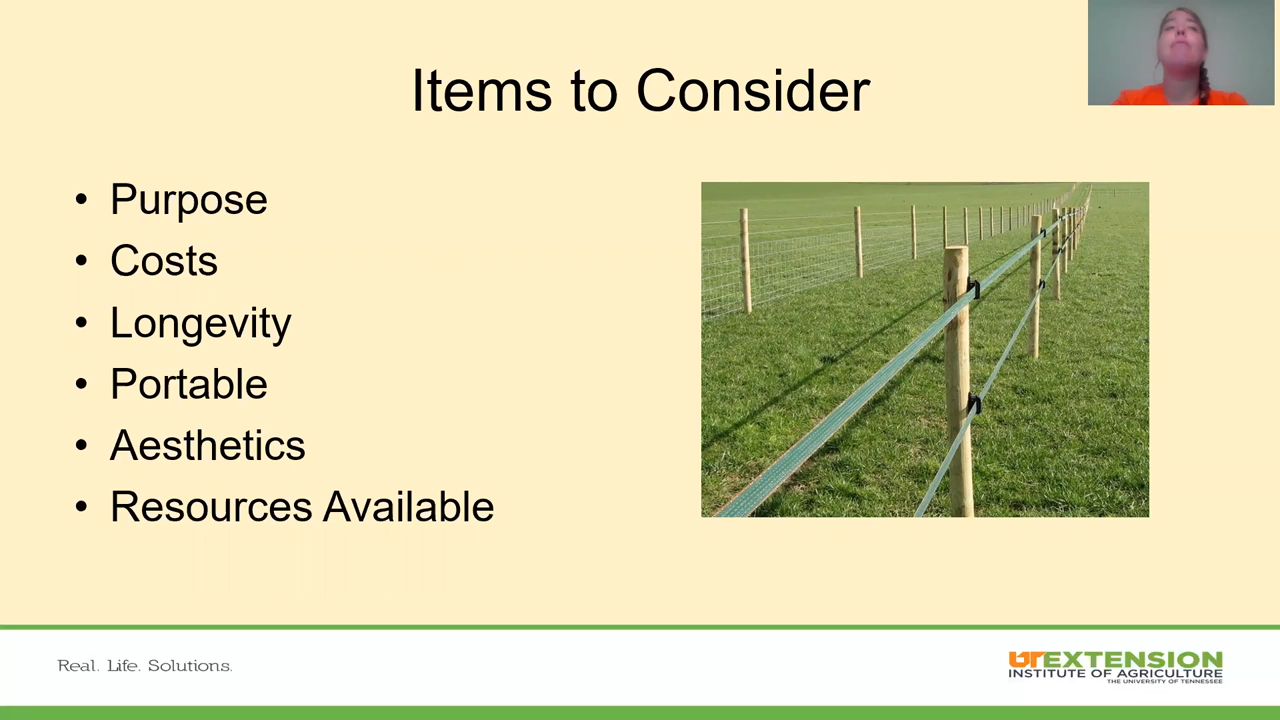 Items to Consider
• Purpose
• Costs
• Longevity
• Portable
• Aesthetics
• Resources Available
Real. Life. Solutions.
UTEXTENSION
INSTITUTE OF AGRICULTURE
THE UNIVERSITY OF TENNESSEE